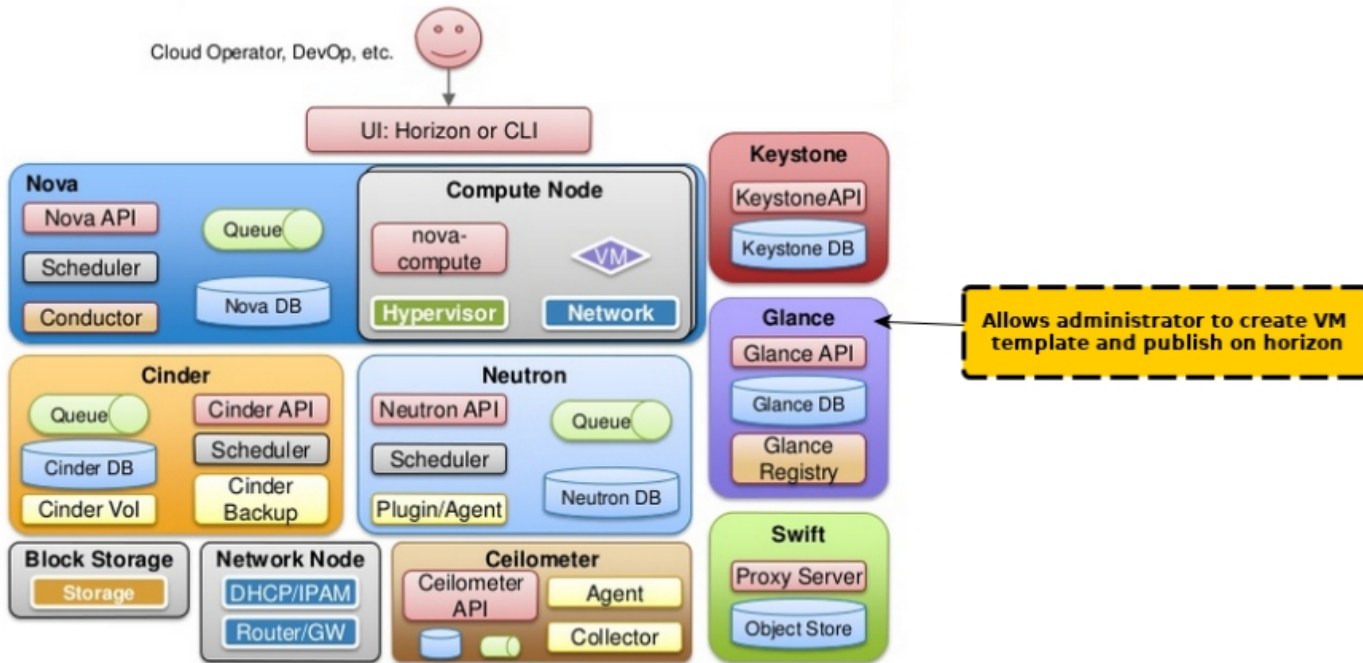 Cloud Operator, DevOp, etc.
UI: Horizon or CLI
Nova
Nova API
Scheduler
Conductor
Queue
Nova DB
Compute Node
nova-
compute
VM
Hypervisor
Network
Keystone
KeystoneAPI
Keystone DB
Cinder
Queue
Cinder DB
Cinder Vol
Cinder API
Scheduler
Cinder
Backup
Neutron
Neutron API
Scheduler
Plugin/Agent
Queue
Neutron DB
Glance
Glance API
Glance DB
Glance
Registry
Allows administrator to create VM
template and publish on horizon
Block Storage
Storage
Network Node
DHCP/IPAM
Router/GW
Ceilometer
Ceilometer
API
Agent
Collector
Swift
Proxy Server
Object Store